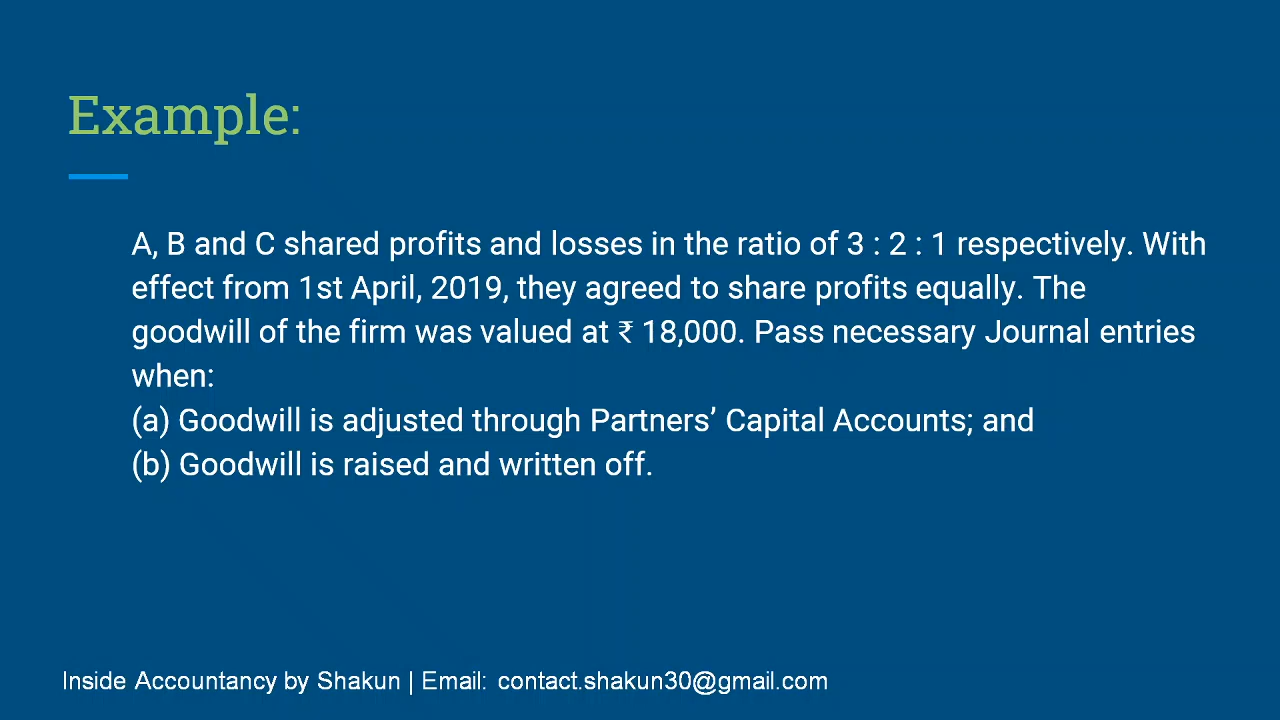 Example:
A, B and C shared profits and losses in the ratio of 3 : 2 : 1 respectively. With
effect from 1st April, 2019, they agreed to share profits equally. The
goodwill of the firm was valued at ₹ 18,000. Pass necessary Journal entries
when:
(a) Goodwill is adjusted through Partners’ Capital Accounts; and
(b) Goodwill is raised and written off.
Inside Accountancy by Shakun | Email: contact.shakun30@gmail.com